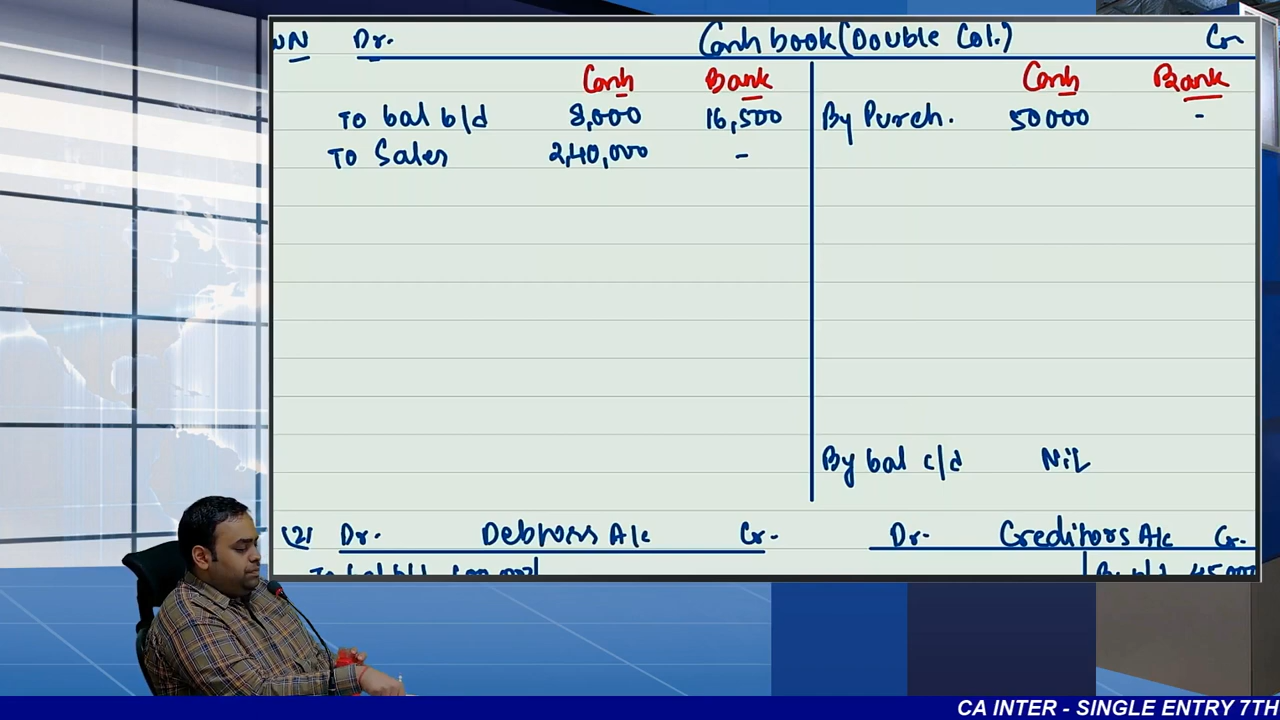 WN Dr. Cash book (Double Col.) Cr
Cash Bank Cash Bank
To bal b/d 8,000 16,500 By Purch. 50000 -
To Sales 2,40,000 -
By bal c/d Nil
(2) Dr. Debtors A/c Cr. Dr. Creditors A/c Cr.
CA INTER - SINGLE ENTRY 7TH